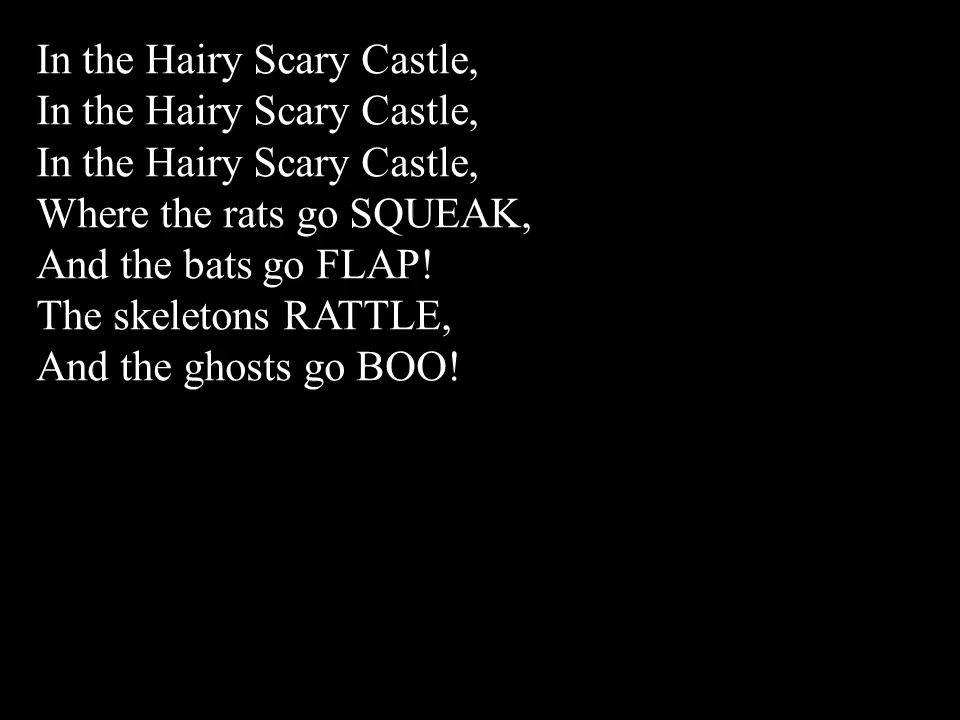 In the Hairy Scary Castle,
In the Hairy Scary Castle,
In the Hairy Scary Castle,
Where the rats go SQUEAK,
And the bats go FLAP!
The skeletons RATTLE,
And the ghosts go BOO!